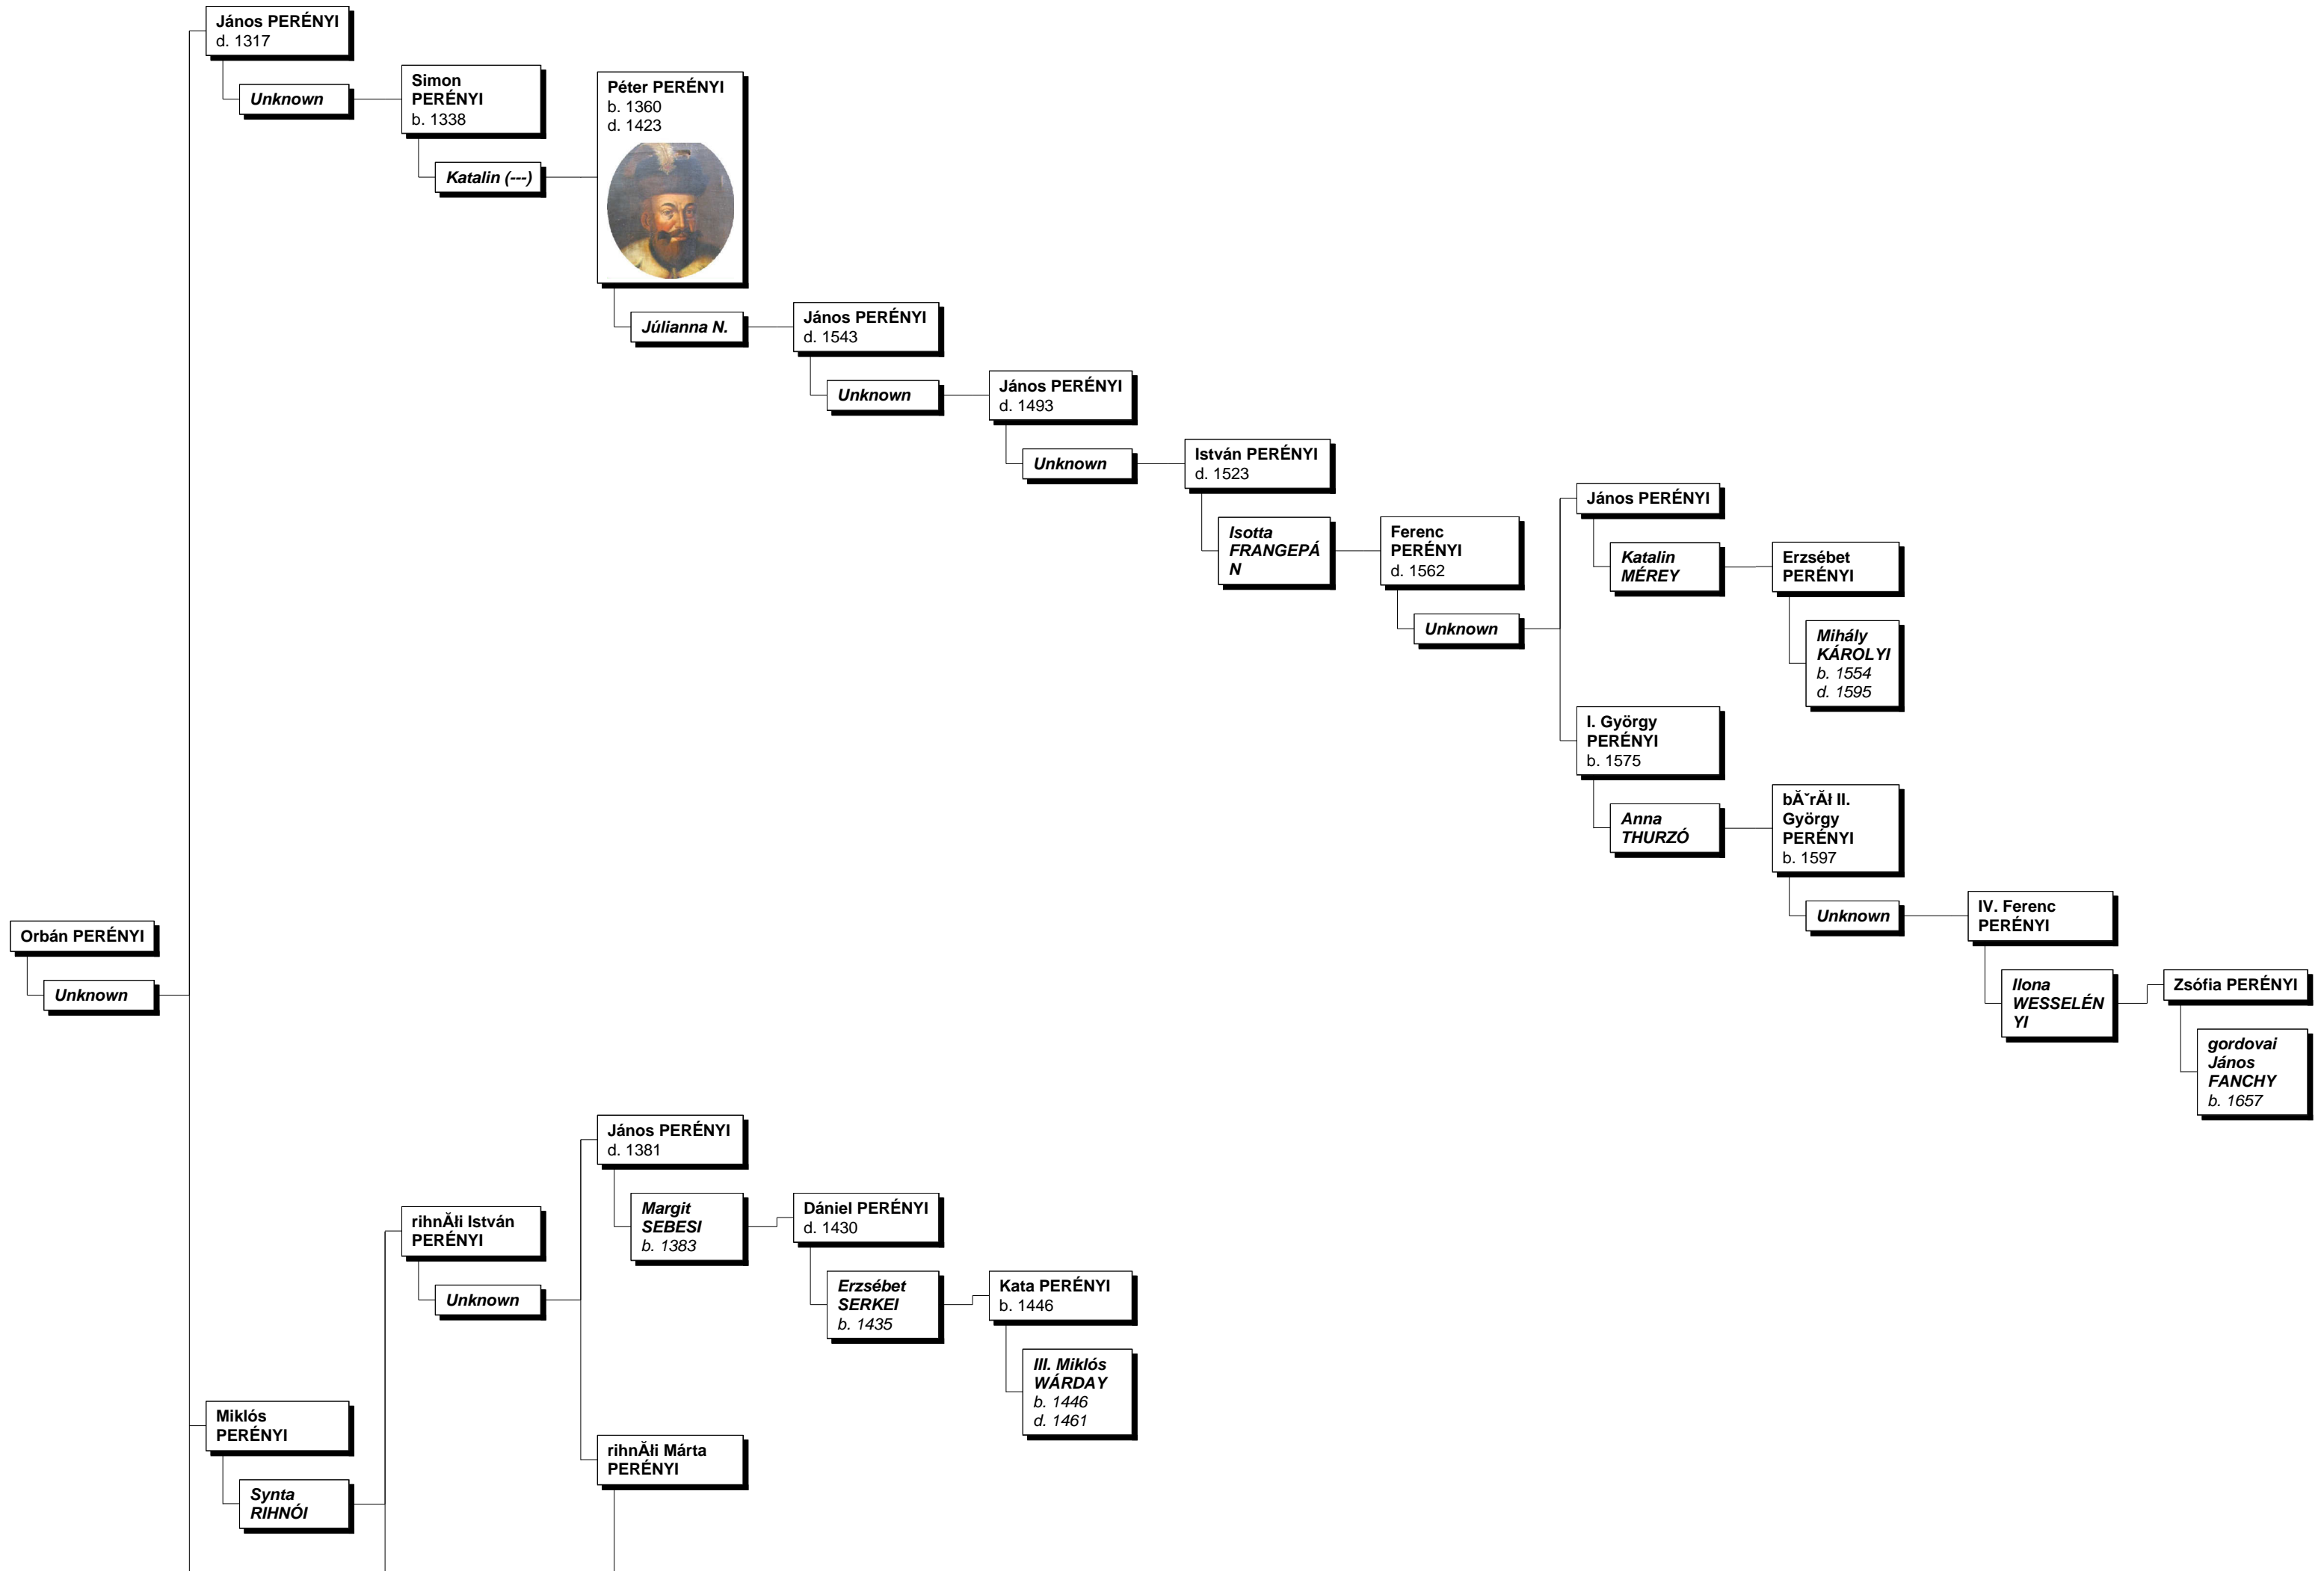 János PERÉNYI
d. 1317
Unknown
Simon
PERÉNYI
b. 1338
Katalin (---)
Péter PERÉNYI
b. 1360
d. 1423
Júlianna N.
János PERÉNYI
d. 1543
Unknown
János PERÉNYI
d. 1493
Unknown
István PERÉNYI
d. 1523
Isotta
FRANGEPÁ
N
Ferenc
PERÉNYI
d. 1562
Unknown
János PERÉNYI
Katalin
MÉREY
Erzsébet
PERÉNYI
Mihály
KÁROLYI
b. 1554
d. 1595
I. György
PERÉNYI
b. 1575
Anna
THURZÓ
bĂˇrĂł II.
György
PERÉNYI
b. 1597
Unknown
IV. Ferenc
PERÉNYI
Ilona
WESSELÉN
YI
Zsófia PERÉNYI
gordovai
János
FANCHY
b. 1657
Orbán PERÉNYI
Unknown
János PERÉNYI
d. 1381
Margit
SEBESI
b. 1383
Dániel PERÉNYI
d. 1430
Erzsébet
SERKEI
b. 1435
Kata PERÉNYI
b. 1446
III. Miklós
WÁRDAY
b. 1446
d. 1461
rihnĂłi István
PERÉNYI
Unknown
rihnĂłi Márta
PERÉNYI
Miklós
PERÉNYI
Synta
RIHNÓI